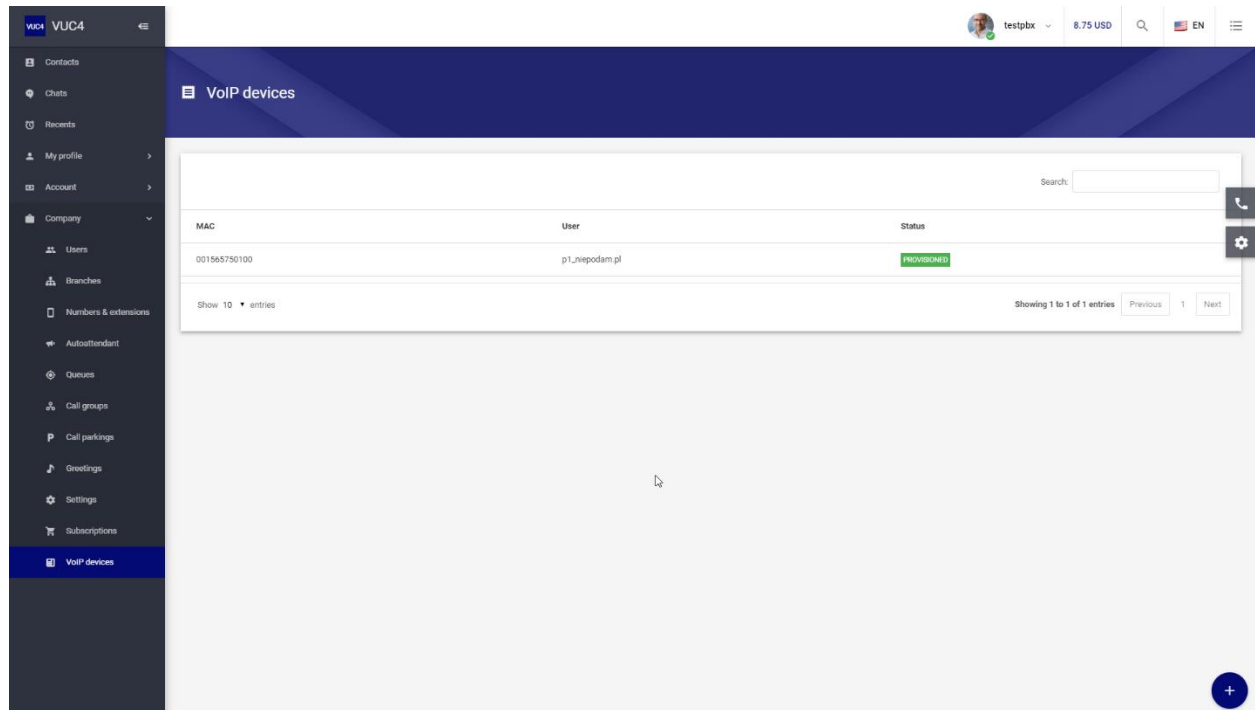 VUC4 VUC4
testpbx 8.75 USD EN
Contacts
Chats
Recents
My profile
Account
Company
Users
Branches
Numbers & extensions
Autoattendant
Queues
Call groups
Call parkings
Greetings
Settings
Subscriptions
VoIP devices
VoIP devices
Search:
MAC User Status
001565750100 p1_niepodam.pl PROVISIONED
Show 10 entries Showing 1 to 1 of 1 entries Previous 1 Next